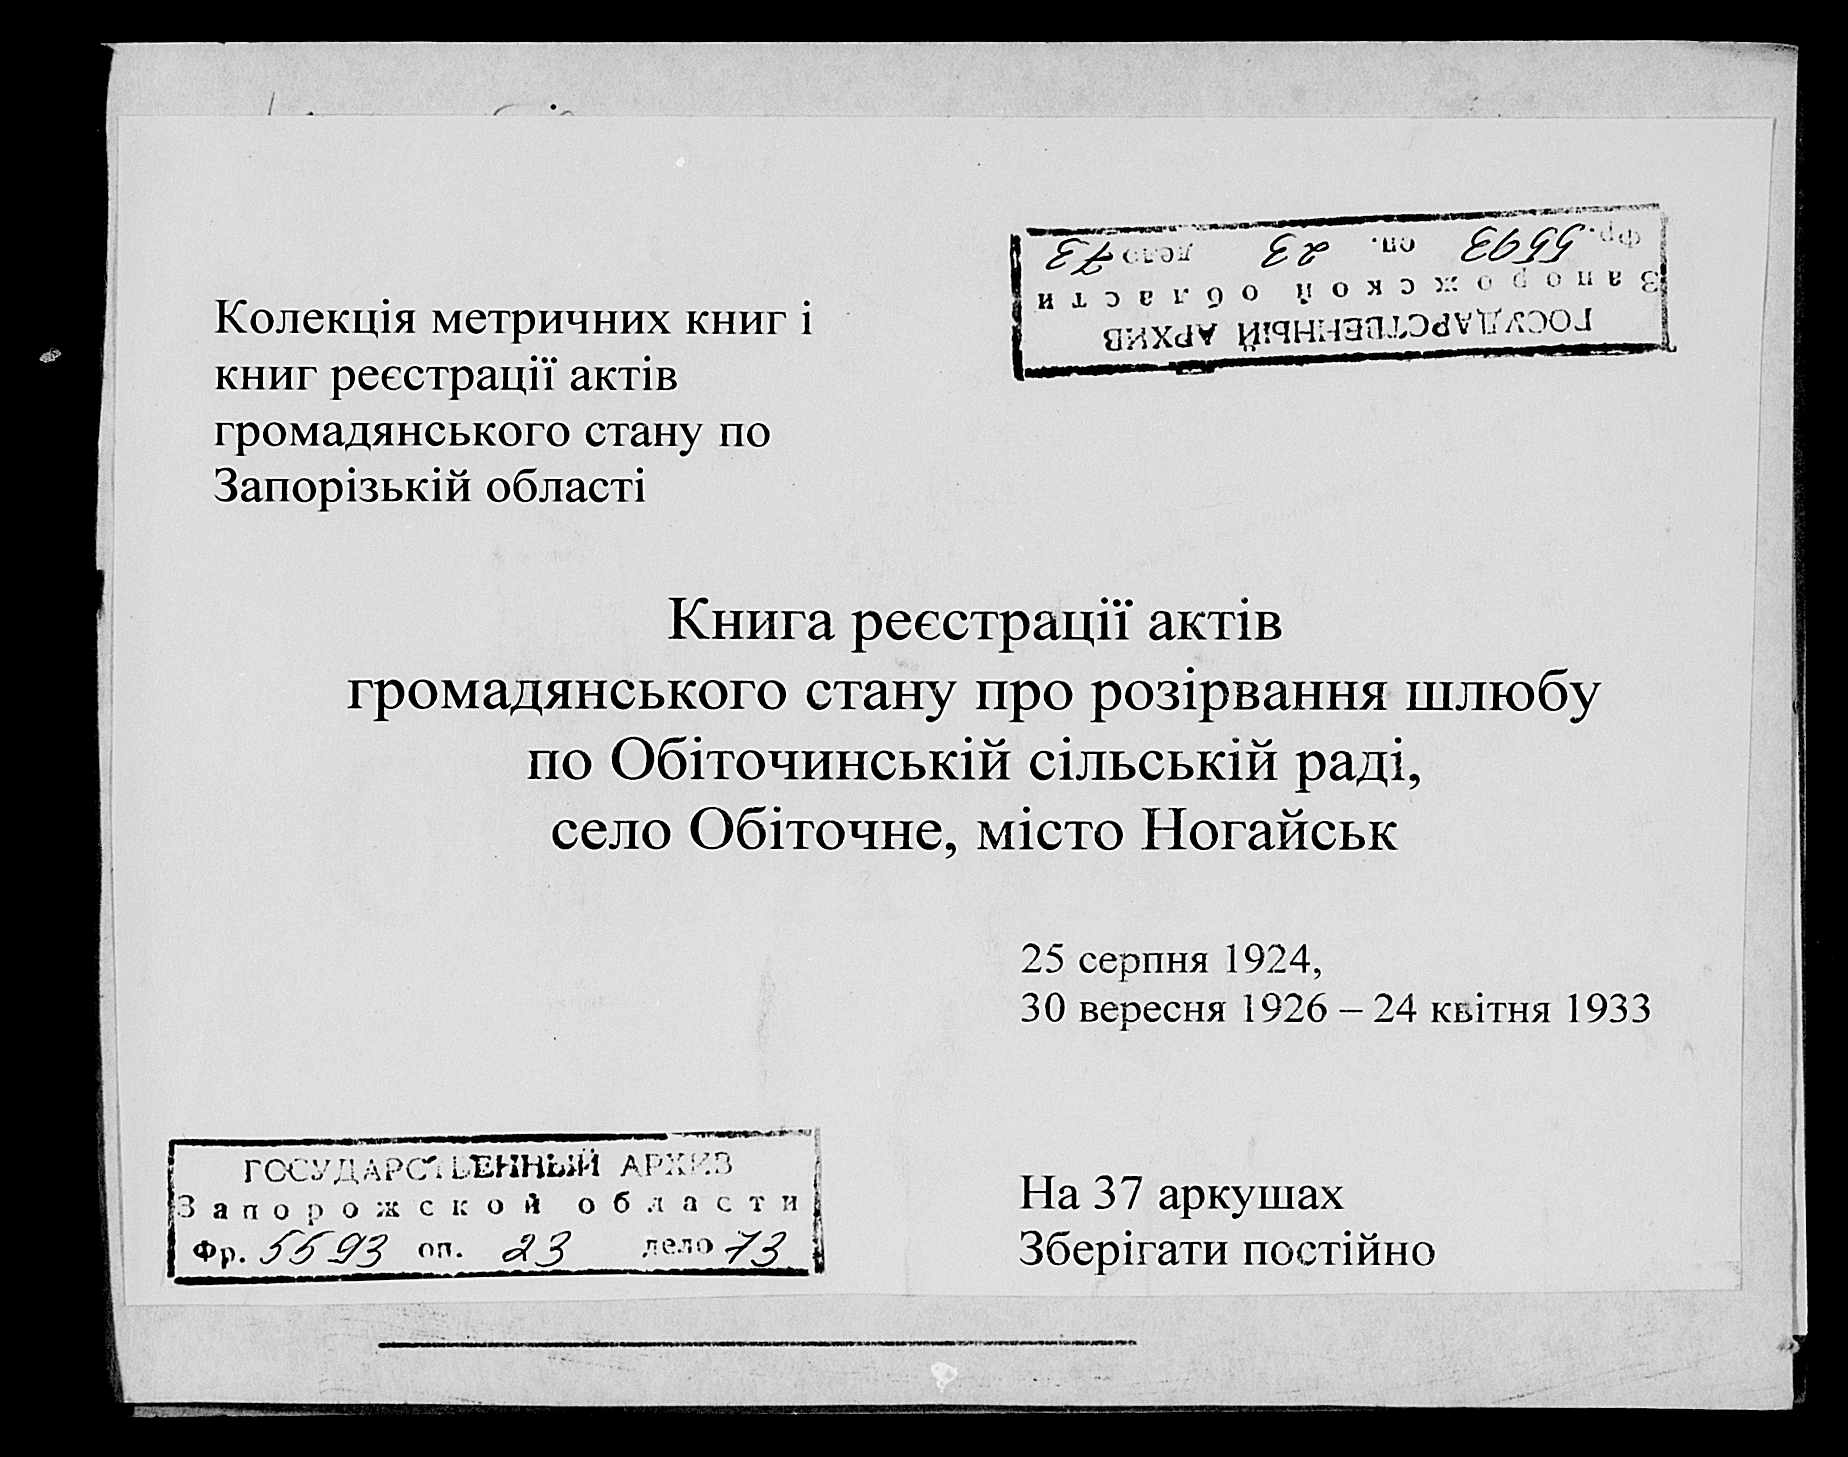 Фр. 5593 оп. 23 дело 73
Запорожской области
ГОСУДАРСТВЕННЫЙ АРХИВ
Колекція метричних книг і
книг реєстрації актів
громадянського стану по
Запорізькій області
Книга реєстрації актів
громадянського стану про розірвання шлюбу
по Обіточинській сільській раді,
село Обіточне, місто Ногайськ
25 серпня 1924,
30 вересня 1926 – 24 квітня 1933
ГОСУДАРСТВЕННЫЙ АРХИВ
Запорожской области
Фр. 5593 оп. 23 дело 73
На 37 аркушах
Зберігати постійно